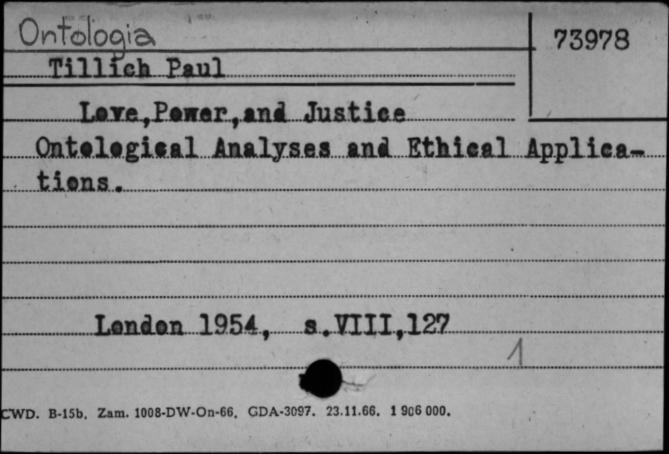 Ontologia
73978
Tillich Paul
Love,Power,and Justice
Ontological Analyses and Ethical Applica-
tions.
London 1954, s.VIII,127
1
CWD. B-15b. Zam. 1008-DW-On-66. GDA-3097. 23.11.66. 1 906 000.